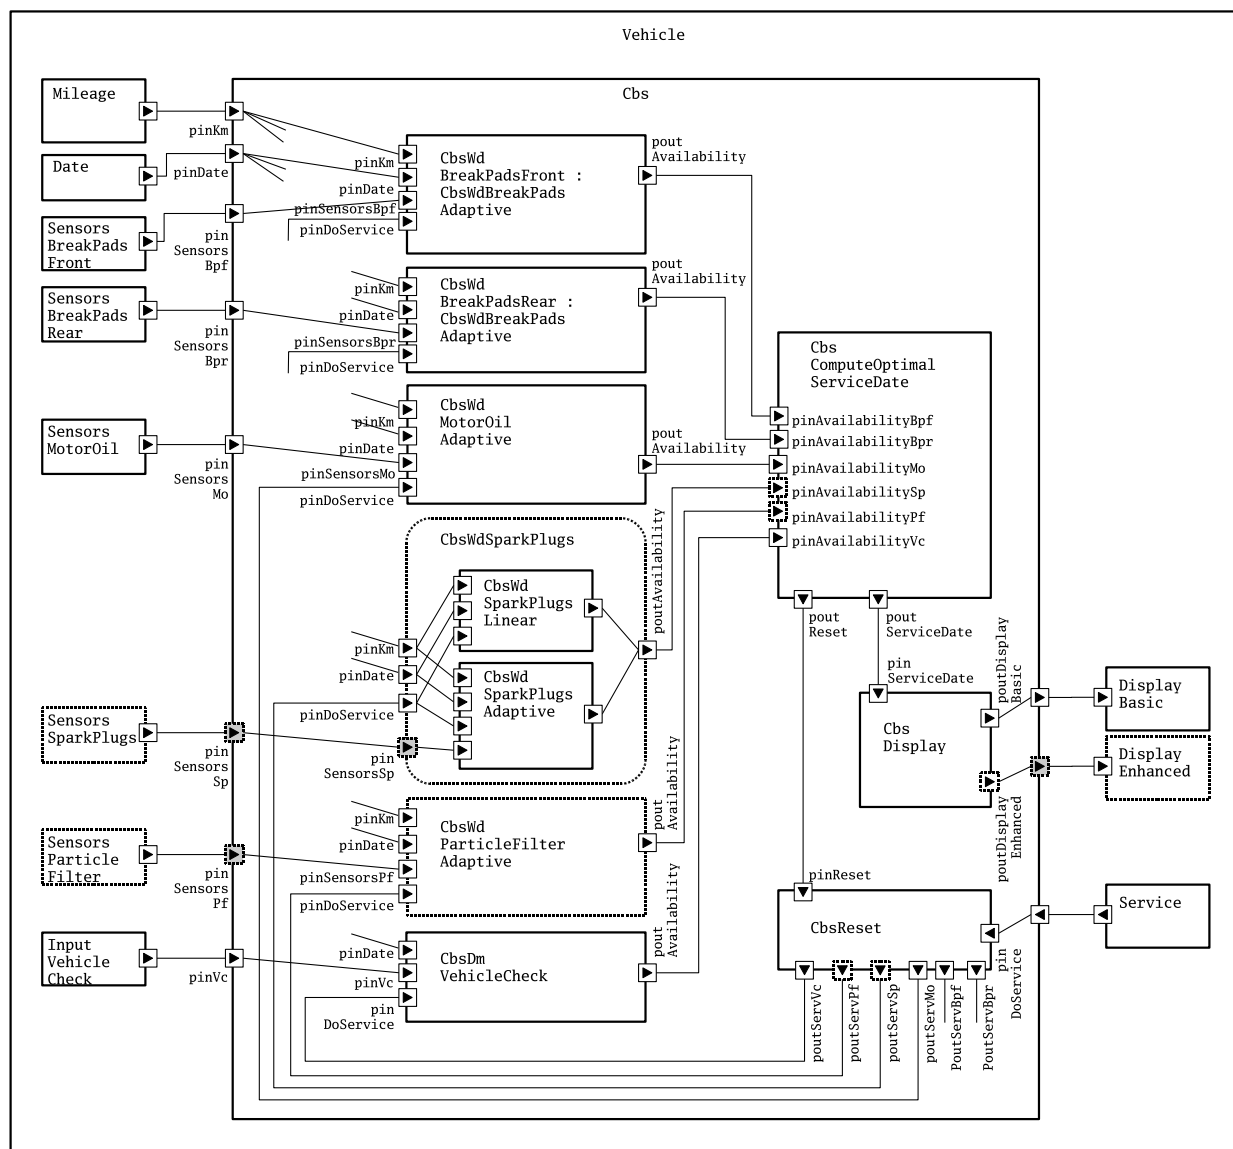 Vehicle
Cbs
Mileage
pinKm
Date
pinDate
Sensors
BreakPads
Front
pin
Sensors
Bpf
Sensors
BreakPads
Rear
pin
Sensors
Bpr
Sensors
MotorOil
pin
Sensors
Mo
Sensors
SparkPlugs
pin
Sensors
Sp
Sensors
Particle
Filter
pin
Sensors
Pf
Input
Vehicle
Check
pinVc
pinKm
pinDate
pinSensorsBpf
pinDoService
CbsWd
BreakPadsFront :
CbsWdBreakPads
Adaptive
pout
Availability
pinKm
pinDate
pinSensorsBpr
pinDoService
CbsWd
BreakPadsRear :
CbsWdBreakPads
Adaptive
pout
Availability
pinKm
pinDate
pinSensorsMo
pinDoService
CbsWd
MotorOil
Adaptive
pout
Availability
CbsWdSparkPlugs
CbsWd
SparkPlugs
Linear
CbsWd
SparkPlugs
Adaptive
pinKm
pinDate
pinDoService
pin
SensorsSp
poutAvailability
pinKm
pinDate
pinSensorsPf
pinDoService
CbsWd
ParticleFilter
Adaptive
pout
Availability
pinDate
pinVc
pin
DoService
CbsDm
VehicleCheck
pout
Availability
Cbs
ComputeOptimal
ServiceDate
pinAvailabilityBpf
pinAvailabilityBpr
pinAvailabilityMo
pinAvailabilitySp
pinAvailabilityPf
pinAvailabilityVc
pout
Reset
pout
ServiceDate
pin
ServiceDate
Cbs
Display
poutDisplay
Basic
poutDisplay
Enhanced
Display
Basic
Display
Enhanced
pinReset
CbsReset
pin
DoService
Service
poutServVc
poutServPf
poutServSp
poutServMo
PoutServBpf
PoutServBpr